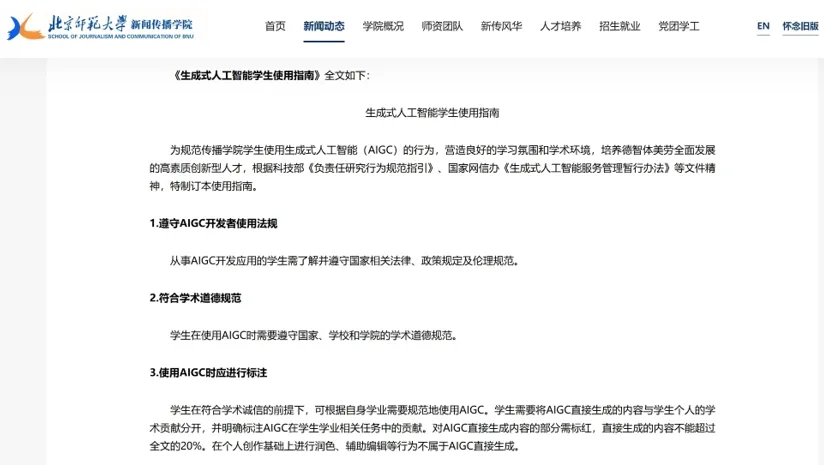 北京师范大学 新闻传播学院
SCHOOL OF JOURNALISM AND COMMUNICATION OF BNU
首页 新闻动态 学院概况 师资团队 新传风华 人才培养 招生就业 党团学工 EN 怀念旧版
《生成式人工智能学生使用指南》全文如下：
生成式人工智能学生使用指南
为规范传播学院学生使用生成式人工智能（AIGC）的行为，营造良好的学习氛围和学术环境，培养德智体美劳全面发展
的高素质创新型人才，根据科技部《负责任研究行为规范指引》、国家网信办《生成式人工智能服务管理暂行办法》等文件精
神，特制订本使用指南。
1.遵守AIGC开发者使用法规
从事AIGC开发应用的学生需了解并遵守国家相关法律、政策规定及伦理规范。
2.符合学术道德规范
学生在使用AIGC时需要遵守国家、学校和学院的学术道德规范。
3.使用AIGC时应进行标注
学生在符合学术诚信的前提下，可根据自身学业需要规范地使用AIGC。学生需要将AIGC直接生成的内容与学生个人的学
术贡献分开，并明确标注AIGC在学生学业相关任务中的贡献。对AIGC直接生成内容的部分需标红，直接生成的内容不能超过
全文的20%。在个人创作基础上进行润色、辅助编辑等行为不属于AIGC直接生成。